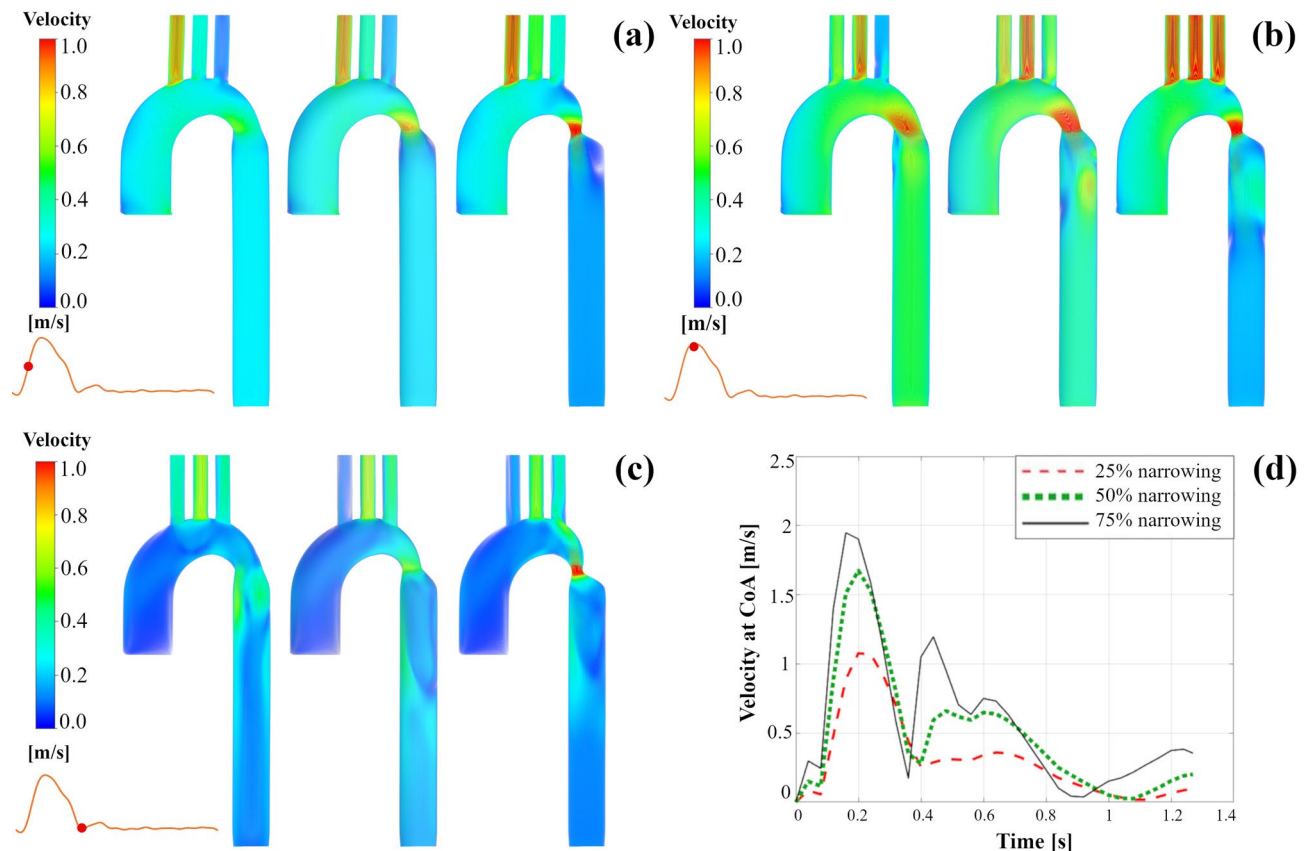 Velocity
1.0
0.8
0.6
0.4
0.2
0.0
[m/s]
(a)
Velocity
1.0
0.8
0.6
0.4
0.2
0.0
[m/s]
(b)
Velocity
1.0
0.8
0.6
0.4
0.2
0.0
[m/s]
(c)
(d)
25% narrowing
50% narrowing
75% narrowing
Velocity at CoA [m/s]
2.5
2
1.5
1
0.5
0
0 0.2 0.4 0.6 0.8 1 1.2 1.4
Time [s]